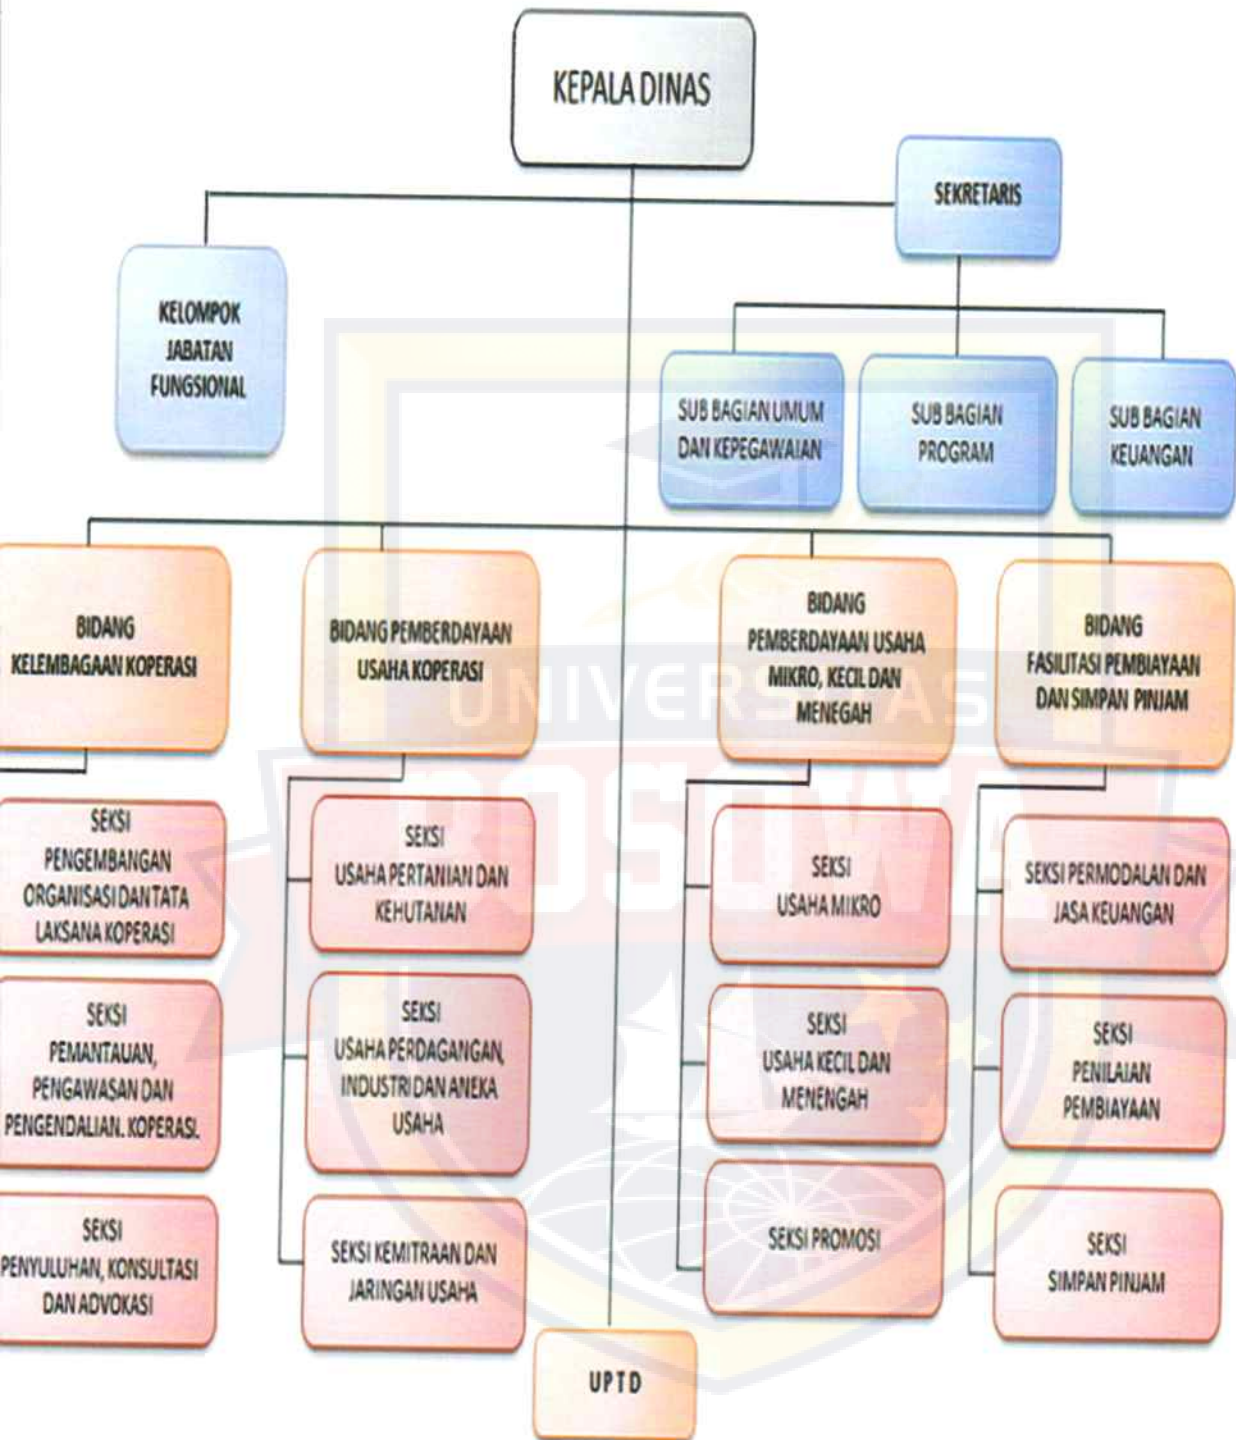 KEPALA DINAS
SEKRETARIS
KELOMPOK
JABATAN
FUNGSIONAL
SUB BAGIAN UMUM
DAN KEPEGAWAIAN
SUB BAGIAN
PROGRAM
SUB BAGIAN
KEUANGAN
BIDANG
KELEMBAGAAN KOPERASI
BIDANG PEMBERDAYAAN
USAHA KOPERASI
BIDANG
PEMBERDAYAAN USAHA
MIKRO, KECIL DAN
MENEGAH
BIDANG
FASILITASI PEMBIAYAAN
DAN SIMPAN PINJAM
UNIVERSITAS
BOSOWA
SEKSI
PENGEMBANGAN
ORGANISASI DAN TATA
LAKSANA KOPERASI
SEKSI
USAHA PERTANIAN DAN
KEHUTANAN
SEKSI
USAHA MIKRO
SEKSI PERMODALAN DAN
JASA KEUANGAN
SEKSI
PEMANTAUAN,
PENGAWASAN DAN
PENGENDALIAN. KOPERASI.
SEKSI
USAHA PERDAGANGAN,
INDUSTRI DAN ANEKA
USAHA
SEKSI
USAHA KECIL DAN
MENENGAH
SEKSI
PENILAIAN
PEMBIAYAAN
SEKSI
PENYULUHAN, KONSULTASI
DAN ADVOKASI
SEKSI KEMITRAAN DAN
JARINGAN USAHA
SEKSI PROMOSI
SEKSI
SIMPAN PINJAM
UPTD